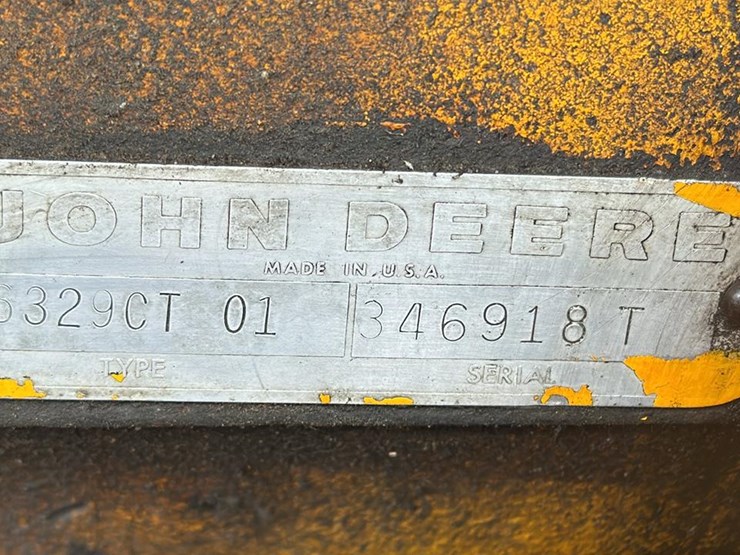 JOHN DEERE
MADE IN U.S.A.
6329CT 01 346918 T
TYPE SERIAL